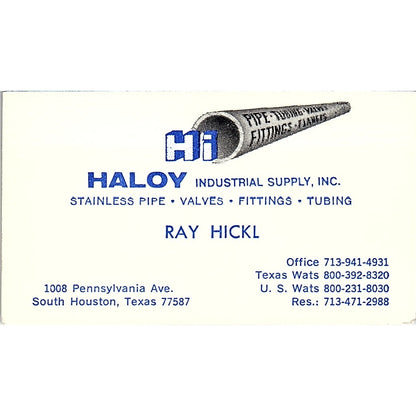 PIPE · TUBING · VALVES
FITTINGS · FLANGES
Hi
HALOY INDUSTRIAL SUPPLY, INC.
STAINLESS PIPE • VALVES • FITTINGS • TUBING
RAY HICKL
Office 713-941-4931
Texas Wats 800-392-8320
U. S. Wats 800-231-8030
Res.: 713-471-2988
1008 Pennsylvania Ave.
South Houston, Texas 77587